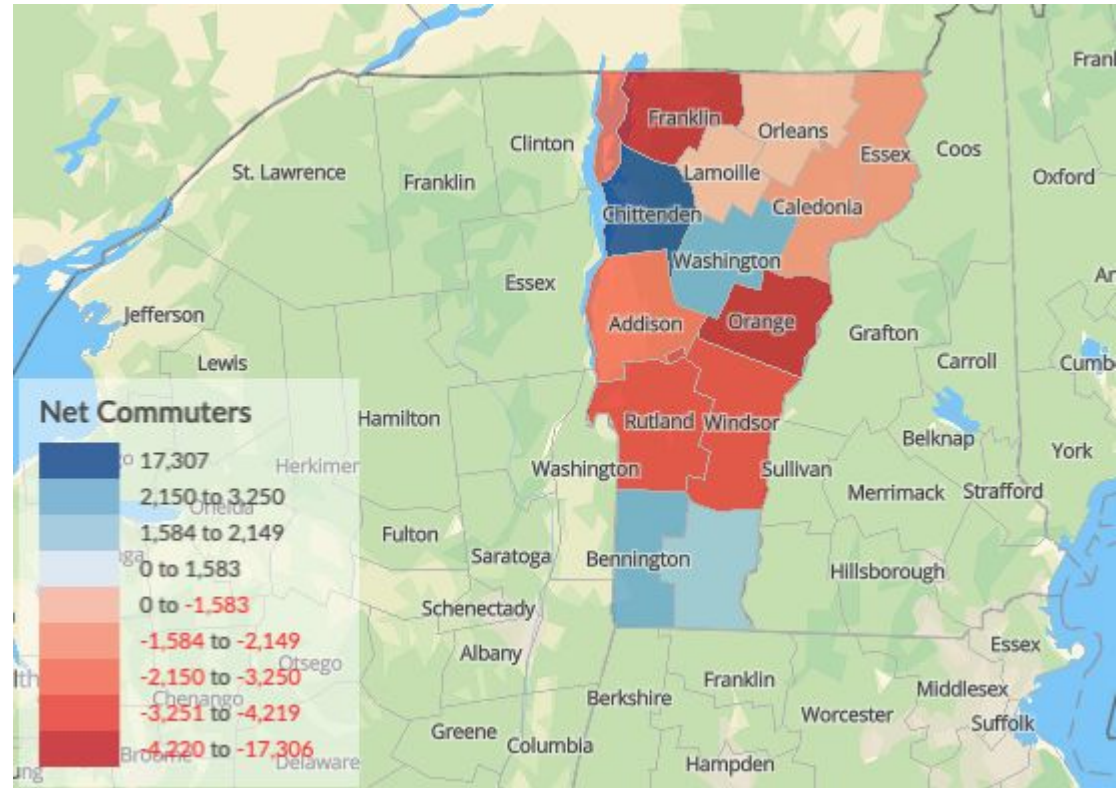 Fran
Clinton
Franklin
Orleans
Essex
Coos
St. Lawrence
Franklin
Lamoille
Oxford
Chittenden
Caledonia
Washington
Essex
Jefferson
Addison
Orange
Grafton
Lewis
Carroll
Cumb
Net Commuters
Hamilton
Rutland
Windsor
Belknap
York
17,307
Herkimer
Washington
Sullivan
2,150 to 3,250
Oneida
Merrimack
Strafford
1,584 to 2,149
Fulton
Saratoga
Bennington
0 to 1,583
Hillsborough
0 to -1,583
Schenectady
-1,584 to -2,149
Otsego
Albany
Essex
-2,150 to -3,250
Chenango
Berkshire
Franklin
Middlesex
-3,251 to -4,219
Greene
Columbia
Worcester
Suffolk
-4,220 to -17,306
Broome
Delaware
Hampden